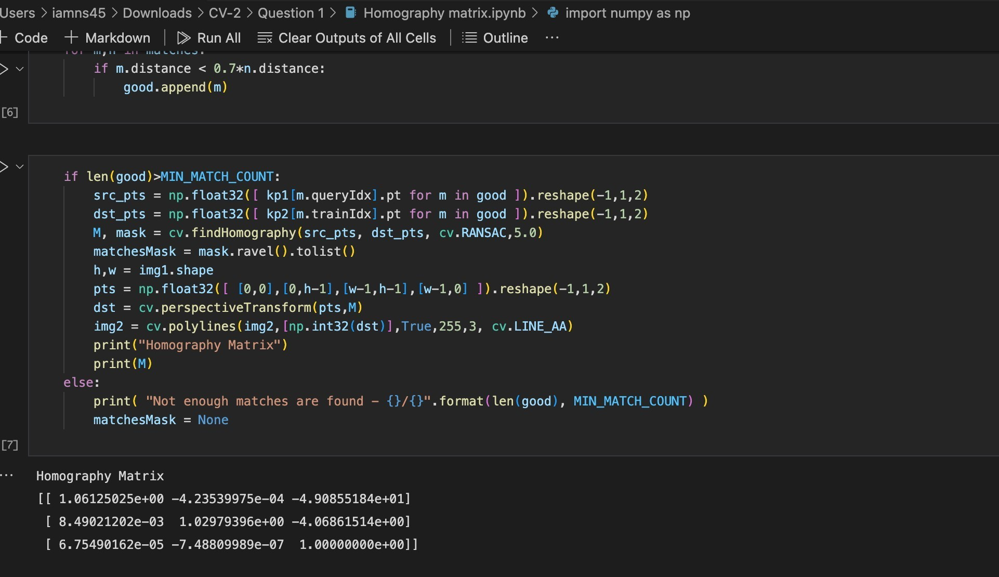 Users > iamns45 > Downloads > CV-2 > Question 1 > Homography matrix.ipynb > import numpy as np
+ Code + Markdown | Run All Clear Outputs of All Cells | Outline ...
for m,n in matches:
if m.distance < 0.7*n.distance:
good.append(m)
[6]
if len(good)>MIN_MATCH_COUNT:
src_pts = np.float32([ kp1[m.queryIdx].pt for m in good ]).reshape(-1,1,2)
dst_pts = np.float32([ kp2[m.trainIdx].pt for m in good ]).reshape(-1,1,2)
M, mask = cv.findHomography(src_pts, dst_pts, cv.RANSAC,5.0)
matchesMask = mask.ravel().tolist()
h,w = img1.shape
pts = np.float32([ [0,0],[0,h-1],[w-1,h-1],[w-1,0] ]).reshape(-1,1,2)
dst = cv.perspectiveTransform(pts,M)
img2 = cv.polylines(img2,[np.int32(dst)],True,255,3, cv.LINE_AA)
print("Homography Matrix")
print(M)
else:
print( "Not enough matches are found - {}/{}".format(len(good), MIN_MATCH_COUNT) )
matchesMask = None
[7]
... Homography Matrix
[[ 1.06125025e+00 -4.23539975e-04 -4.90855184e+01]
[ 8.49021202e-03 1.02979396e+00 -4.06861514e+00]
[ 6.75490162e-05 -7.48809989e-07 1.00000000e+00]]